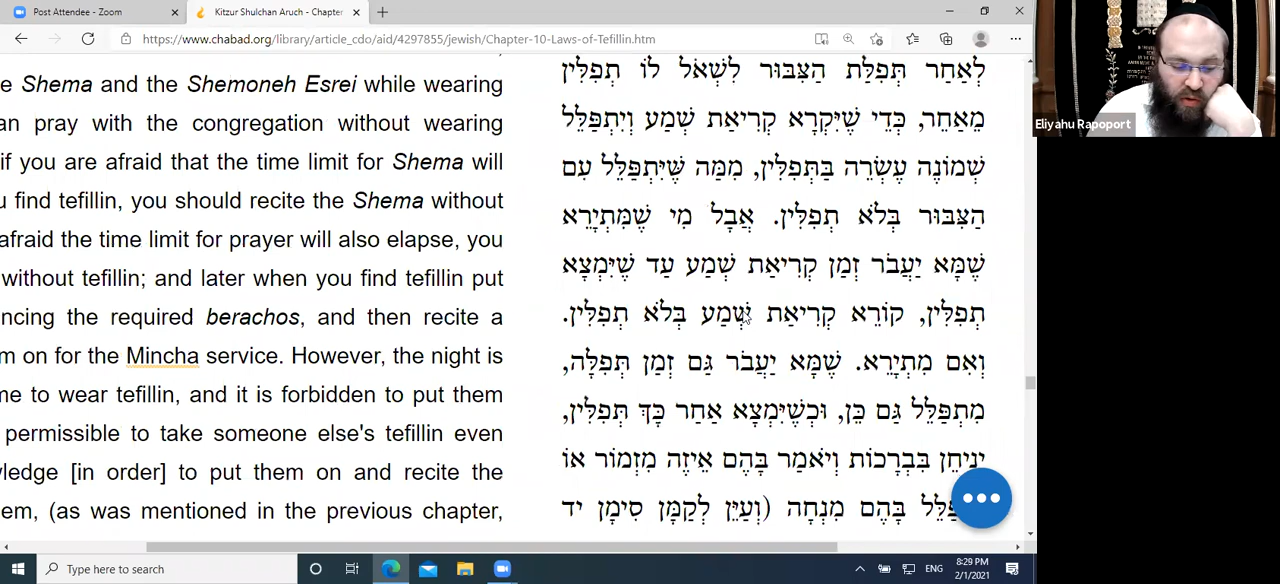 Post Attendee - Zoom
Kitzur Shulchan Aruch - Chapter
https://www.chabad.org/library/article_cdo/aid/4297855/jewish/Chapter-10-Laws-of-Tefillin.htm
e Shema and the Shemoneh Esrei while wearing
an pray with the congregation without wearing
if you are afraid that the time limit for Shema will
u find tefillin, you should recite the Shema without
afraid the time limit for prayer will also elapse, you
without tefillin; and later when you find tefillin put
ncing the required berachos, and then recite a
m on for the Mincha service. However, the night is
me to wear tefillin, and it is forbidden to put them
permissible to take someone else's tefillin even
wledge [in order] to put them on and recite the
em, (as was mentioned in the previous chapter,
לְאַחַר תְּפִלַּת הַצִּבּוּר לִשְׁאֹל לוֹ תְפִלִּין
מֵאַחֵר, כְּדֵי שֶׁיִּקְרָא קְרִיאַת שְׁמַע וְיִתְפַּלֵּל
שְׁמוֹנֶה עֶשְׂרֵה בַּתְּפִלִּין, מִמַּה שֶּׁיִּתְפַּלֵּל עִם
הַצִּבּוּר בְּלֹא תְפִלִּין. אֲבָל מִי שֶׁמִּתְיָרֵא
שֶׁמָּא יַעֲבֹר זְמַן קְרִיאַת שְׁמַע עַד שֶׁיִּמְצָא
תְפִלִּין, קוֹרֵא קְרִיאַת שְׁמַע בְּלֹא תְפִלִּין.
וְאִם מִתְיָרֵא. שֶׁמָּא יַעֲבֹר גַּם זְמַן תְּפִלָּה,
מִתְפַּלֵּל גַּם כֵּן, וּכְשֶׁיִּמְצָא אַחַר כָּךְ תְּפִלִּין,
יַנִּיחֵן בִּבְרָכוֹת וְיֹאמַר בָּהֶם אֵיזֶה מִזְמוֹר אוֹ
בָּהֶם מִנְחָה (וְעַיֵּן לְקַמָּן סִימָן יד
Eliyahu Rapoport
Type here to search
ENG
8:29 PM
2/1/2021